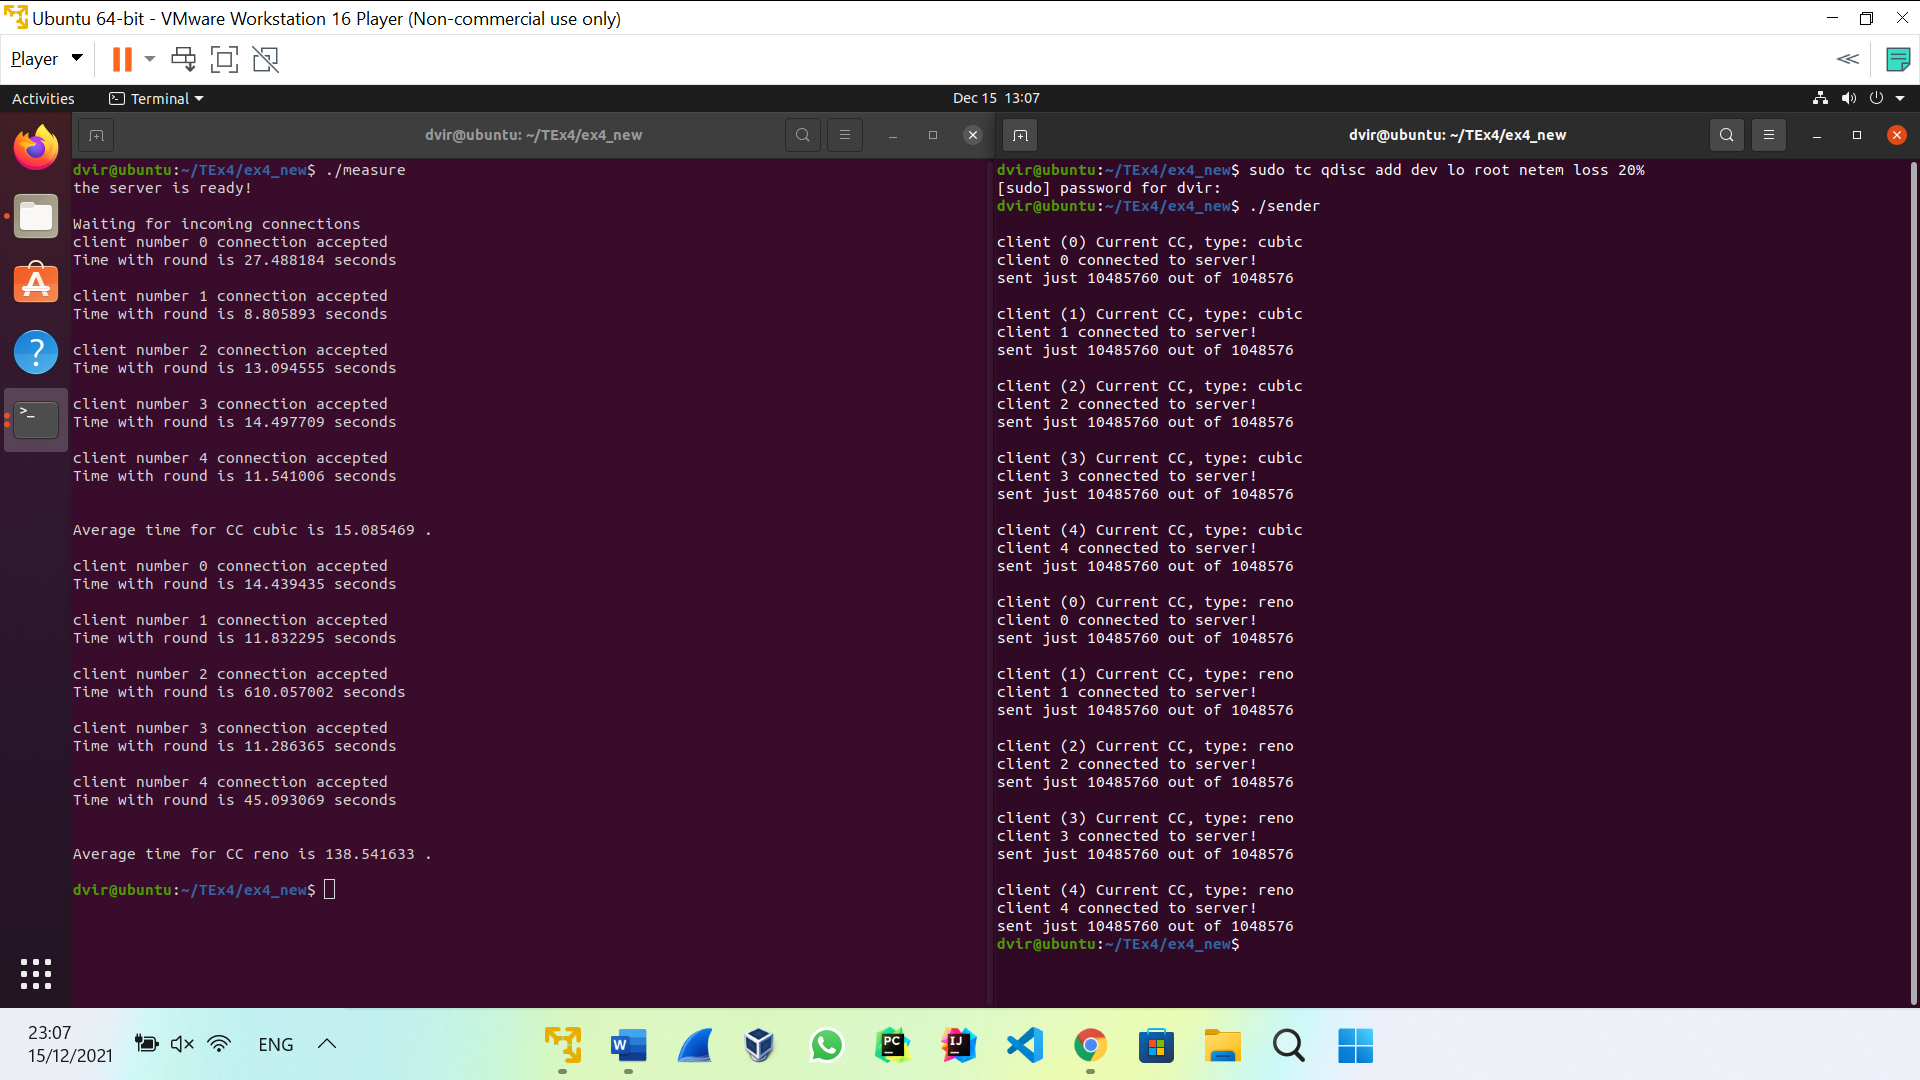 Ubuntu 64-bit - VMware Workstation 16 Player (Non-commercial use only)
Player
Activities
Terminal
Dec 15 13:07
dvir@ubuntu: ~/TEx4/ex4_new
dvir@ubuntu:~/TEx4/ex4_new$ ./measure
the server is ready!
Waiting for incoming connections
client number 0 connection accepted
Time with round is 27.488184 seconds
client number 1 connection accepted
Time with round is 8.805893 seconds
client number 2 connection accepted
Time with round is 13.094555 seconds
client number 3 connection accepted
Time with round is 14.497709 seconds
client number 4 connection accepted
Time with round is 11.541006 seconds
Average time for CC cubic is 15.085469 .
client number 0 connection accepted
Time with round is 14.439435 seconds
client number 1 connection accepted
Time with round is 11.832295 seconds
client number 2 connection accepted
Time with round is 610.057002 seconds
client number 3 connection accepted
Time with round is 11.286365 seconds
client number 4 connection accepted
Time with round is 45.093069 seconds
Average time for CC reno is 138.541633 .
dvir@ubuntu:~/TEx4/ex4_new$
dvir@ubuntu: ~/TEx4/ex4_new
dvir@ubuntu:~/TEx4/ex4_new$ sudo tc qdisc add dev lo root netem loss 20%
[sudo] password for dvir:
dvir@ubuntu:~/TEx4/ex4_new$ ./sender
client (0) Current CC, type: cubic
client 0 connected to server!
sent just 10485760 out of 1048576
client (1) Current CC, type: cubic
client 1 connected to server!
sent just 10485760 out of 1048576
client (2) Current CC, type: cubic
client 2 connected to server!
sent just 10485760 out of 1048576
client (3) Current CC, type: cubic
client 3 connected to server!
sent just 10485760 out of 1048576
client (4) Current CC, type: cubic
client 4 connected to server!
sent just 10485760 out of 1048576
client (0) Current CC, type: reno
client 0 connected to server!
sent just 10485760 out of 1048576
client (1) Current CC, type: reno
client 1 connected to server!
sent just 10485760 out of 1048576
client (2) Current CC, type: reno
client 2 connected to server!
sent just 10485760 out of 1048576
client (3) Current CC, type: reno
client 3 connected to server!
sent just 10485760 out of 1048576
client (4) Current CC, type: reno
client 4 connected to server!
sent just 10485760 out of 1048576
dvir@ubuntu:~/TEx4/ex4_new$
23:07
15/12/2021
ENG
W
PC
IJ